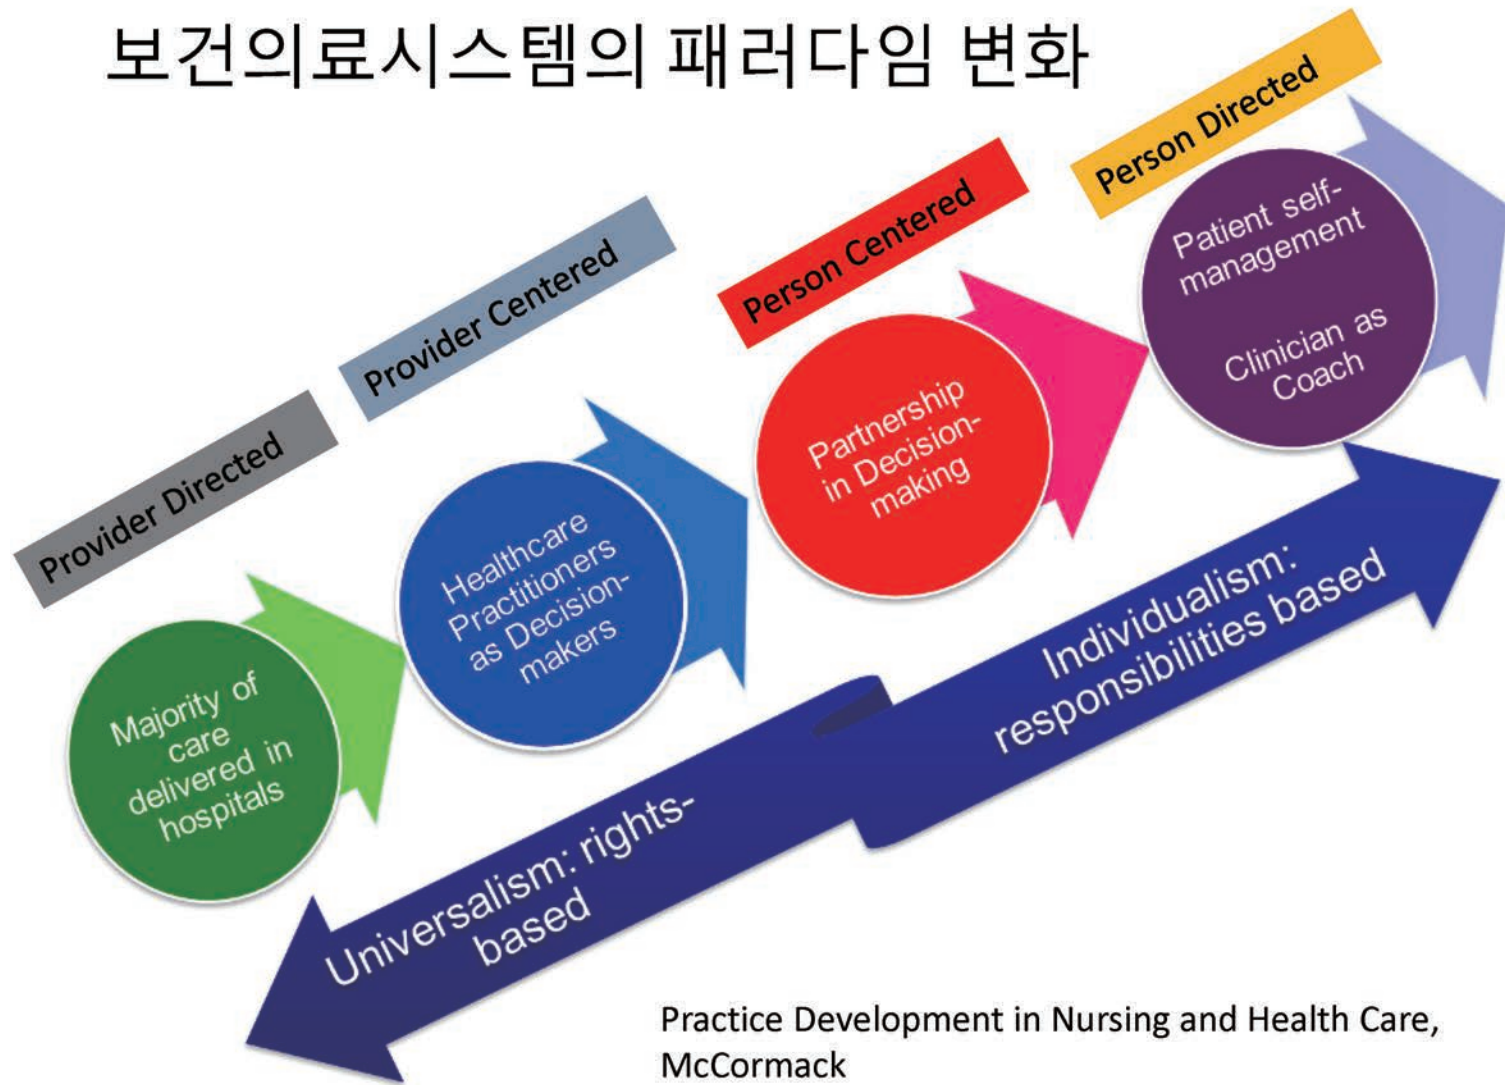 보건의료시스템의 패러다임 변화
Provider Directed
Provider Centered
Person Centered
Person Directed
Majority of
care
delivered in
hospitals
Healthcare
Practitioners
as Decision-
makers
Partnership
in Decision-
making
Patient self-
management
Clinician as
Coach
Universalism: rights-
based
Individualism:
responsibilities based
Practice Development in Nursing and Health Care,
McCormack